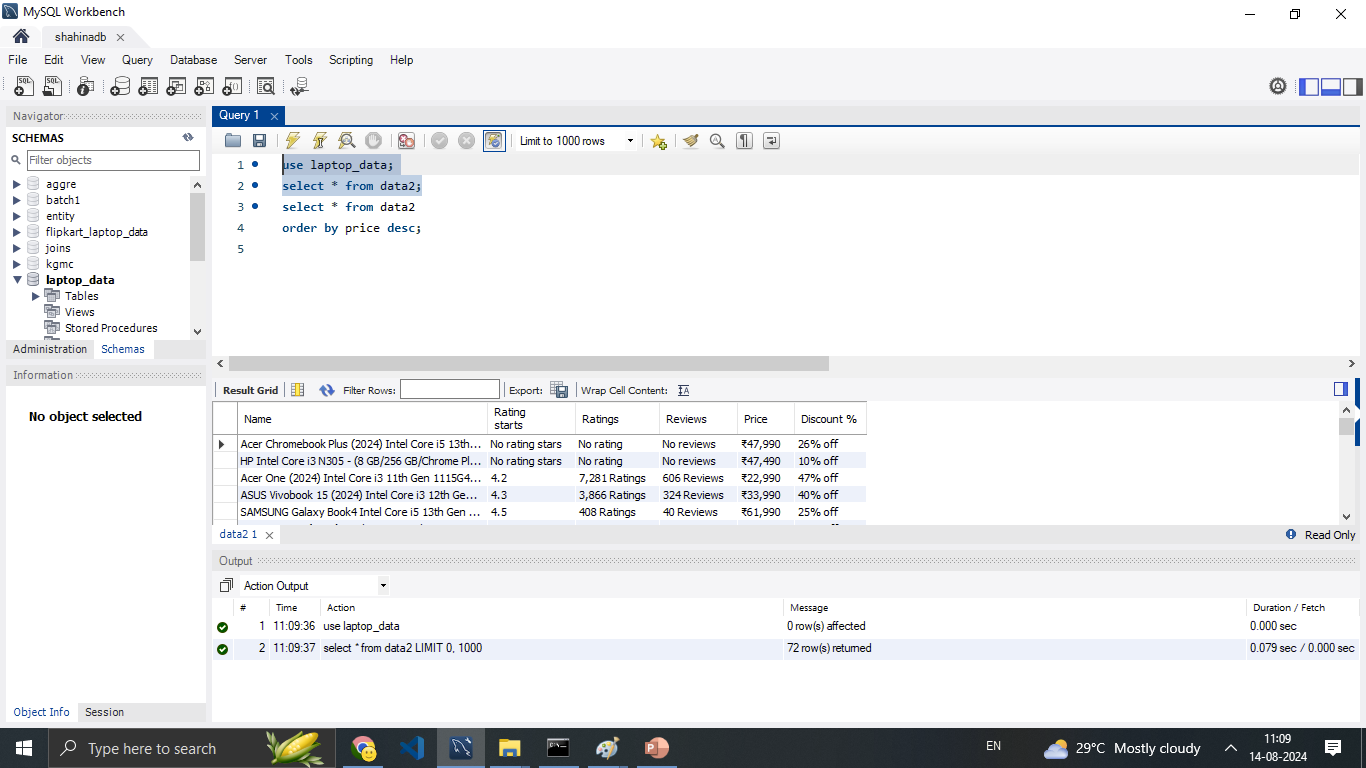 MySQL Workbench
shahinadb
File Edit View Query Database Server Tools Scripting Help
Navigator
SCHEMAS
Filter objects
aggre
batch1
entity
flipkart_laptop_data
joins
kgmc
laptop_data
Tables
Views
Stored Procedures
Administration Schemas
Information
No object selected
Object Info Session
Query 1
Limit to 1000 rows
1 use laptop_data;
2 select * from data2;
3 select * from data2
4 order by price desc;
5
Result Grid Filter Rows: Export: Wrap Cell Content:
Name Rating starts Ratings Reviews Price Discount %
Acer Chromebook Plus (2024) Intel Core i5 13th... No rating stars No rating No reviews ₹47,990 26% off
HP Intel Core i3 N305 - (8 GB/256 GB/Chrome Pl... No rating stars No rating No reviews ₹47,490 10% off
Acer One (2024) Intel Core i3 11th Gen 1115G4... 4.2 7,281 Ratings 606 Reviews ₹22,990 47% off
ASUS Vivobook 15 (2024) Intel Core i3 12th Ge... 4.3 3,866 Ratings 324 Reviews ₹33,990 40% off
SAMSUNG Galaxy Book4 Intel Core i5 13th Gen ... 4.5 408 Ratings 40 Reviews ₹61,990 25% off
data2 1 Read Only
Output
Action Output
# Time Action Message Duration / Fetch
1 11:09:36 use laptop_data 0 row(s) affected 0.000 sec
2 11:09:37 select * from data2 LIMIT 0, 1000 72 row(s) returned 0.079 sec / 0.000 sec
Type here to search
EN
29°C Mostly cloudy
11:09
14-08-2024